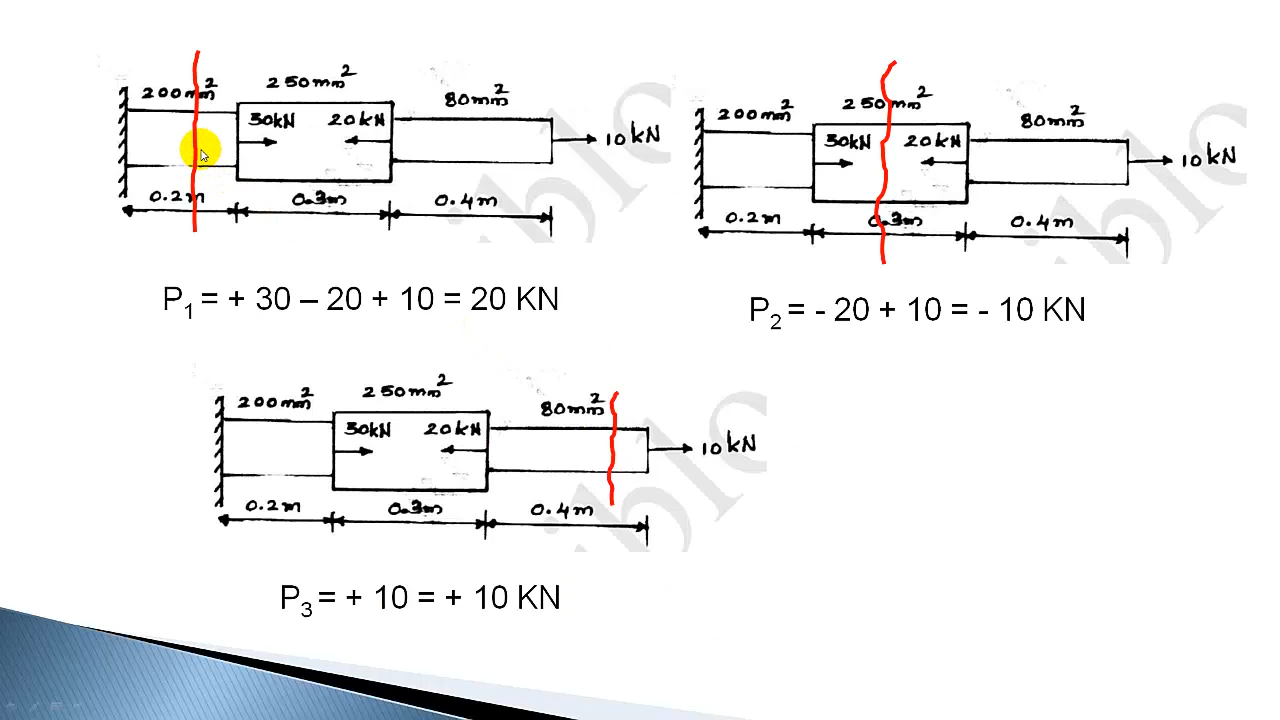 200mm²
250mm²
80mm²
30kN
20kN
10kN
0.2m
0.3m
0.4m
P₁ = + 30 – 20 + 10 = 20 KN
200mm²
250mm²
80mm²
30kN
20kN
10kN
0.2m
0.3m
0.4m
P₂ = - 20 + 10 = - 10 KN
200mm²
250mm²
80mm²
30kN
20kN
10kN
0.2m
0.3m
0.4m
P₃ = + 10 = + 10 KN